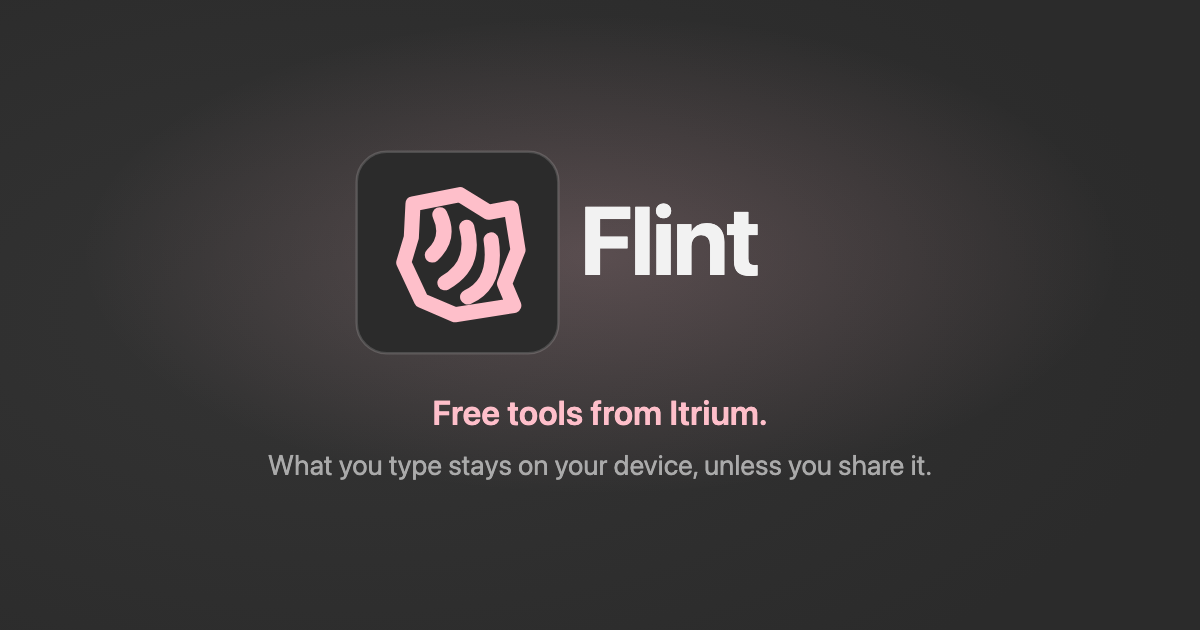 Flint
Free tools from Itrium.
What you type stays on your device, unless you share it.